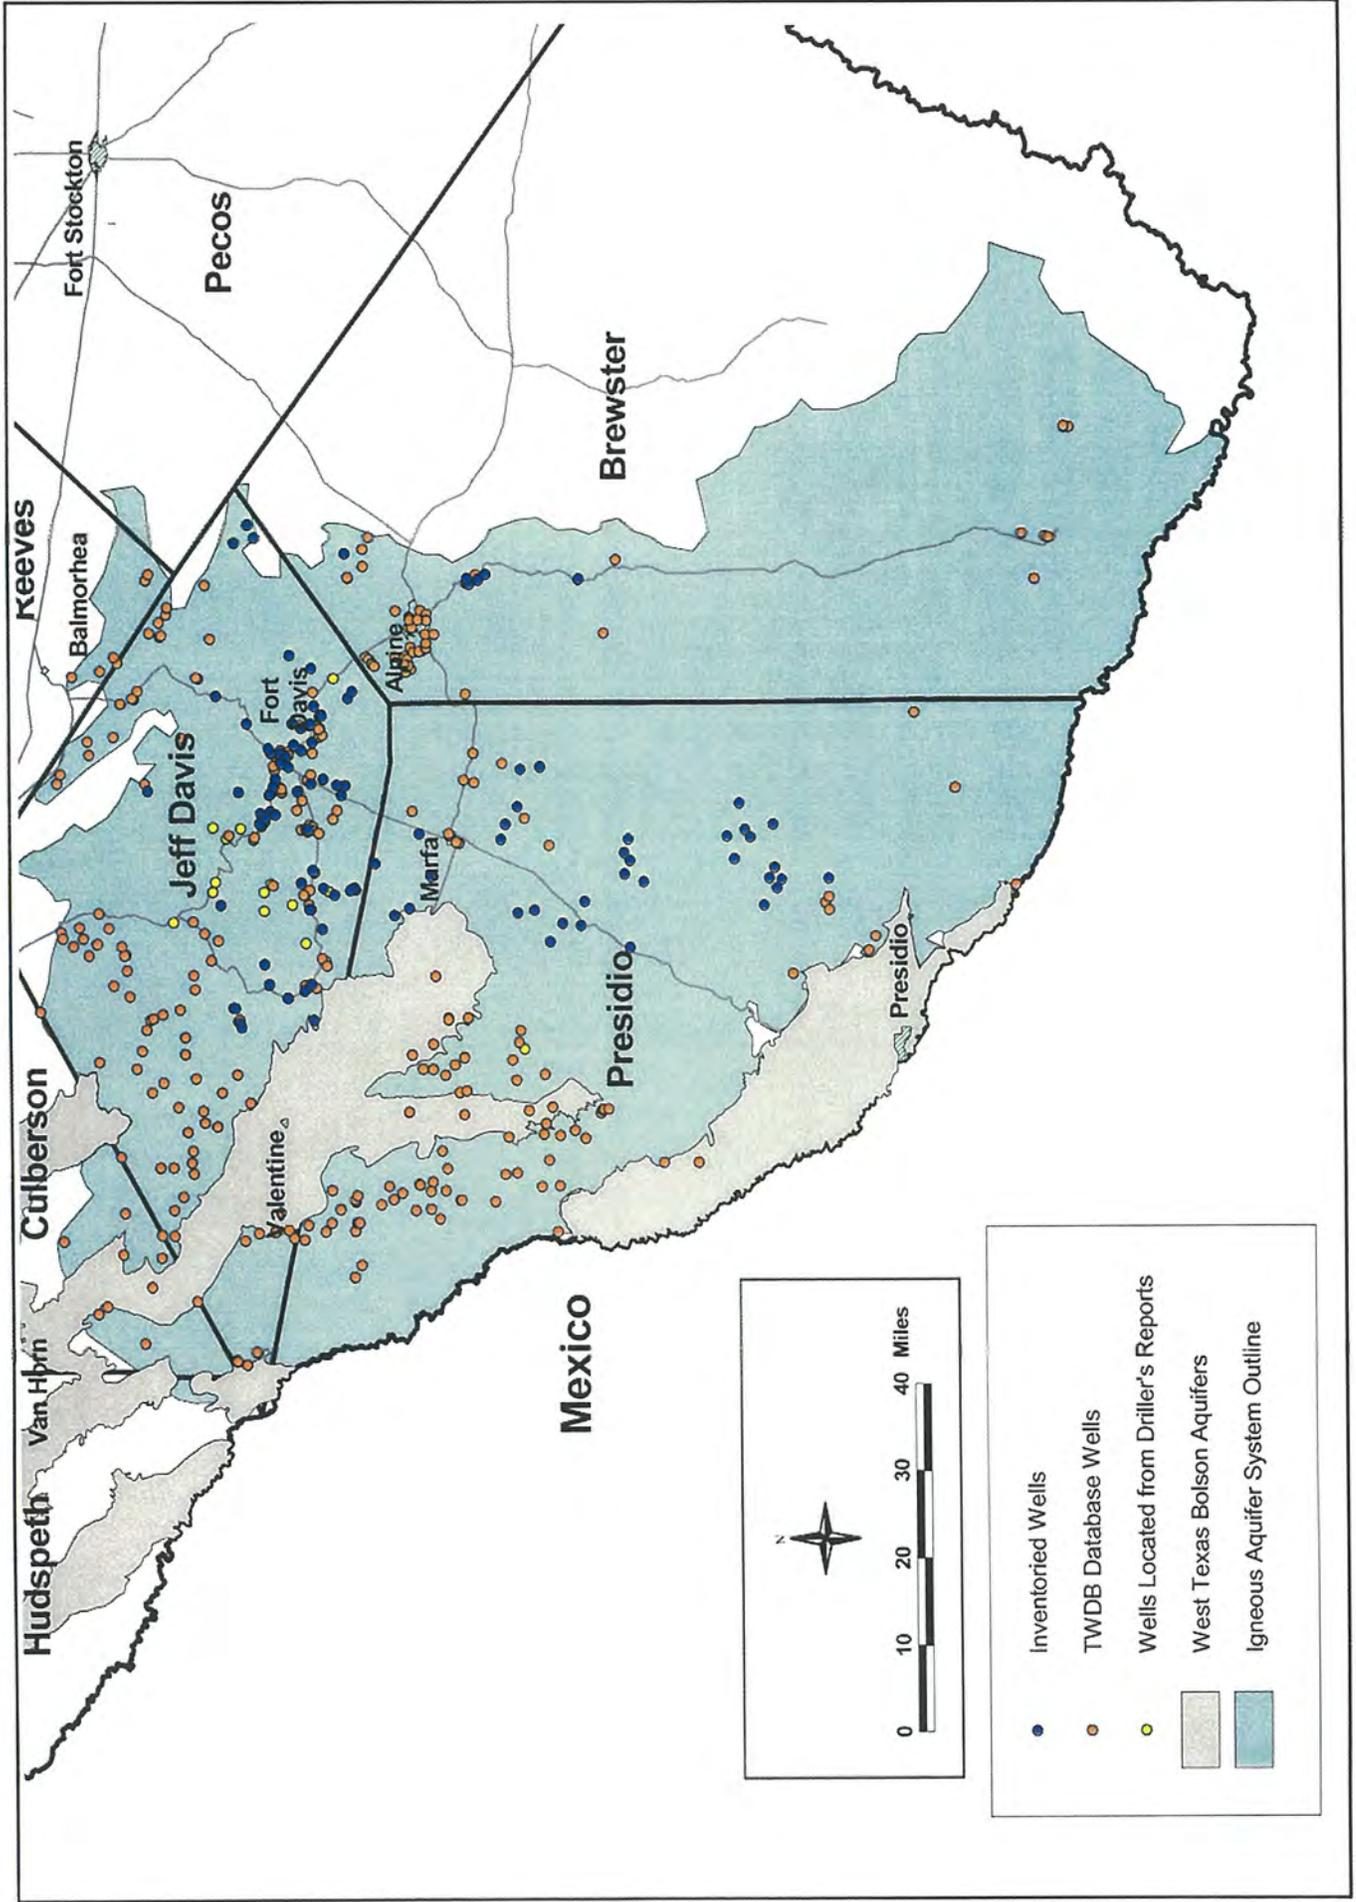 Hudspeth
Van Horn
Culberson
Reeves
Balmorhea
Fort Stockton
Pecos
Jeff Davis
Valentine
Fort
Davis
Alpine
Marfa
Brewster
Presidio
Presidio
Mexico
N
0 10 20 30 40 Miles
Inventoried Wells
TWDB Database Wells
Wells Located from Driller's Reports
West Texas Bolson Aquifers
Igneous Aquifer System Outline